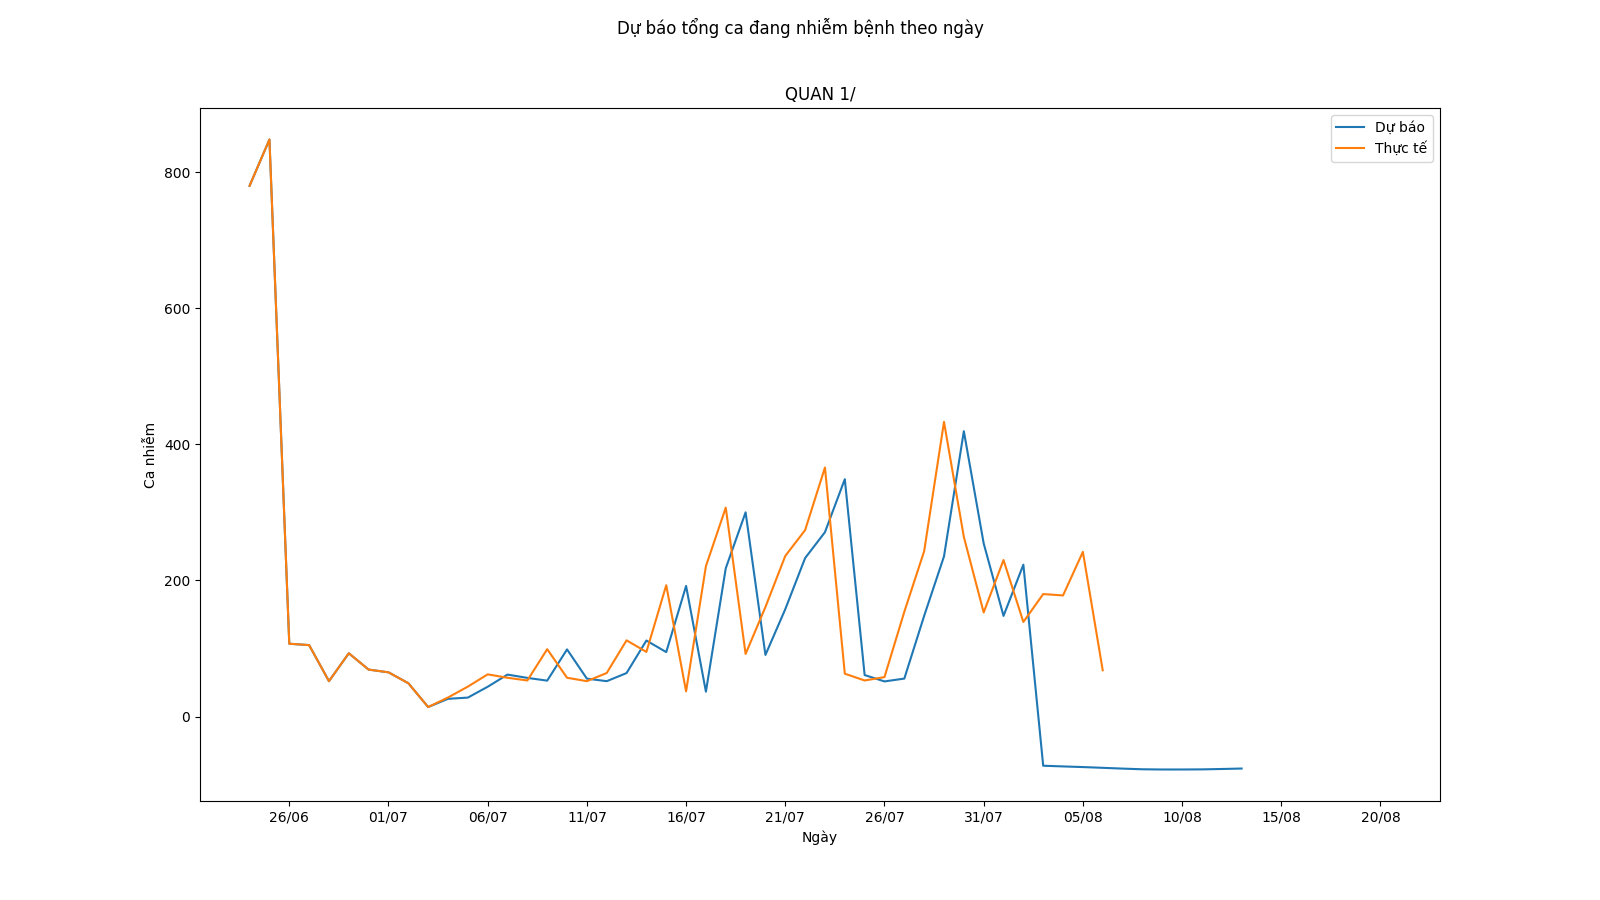 Dự báo tổng ca đang nhiễm bệnh theo ngày
QUAN 1/
Dự báo
Thực tế
800
600
400
200
0
Ca nhiễm
26/06 01/07 06/07 11/07 16/07 21/07 26/07 31/07 05/08 10/08 15/08 20/08
Ngày